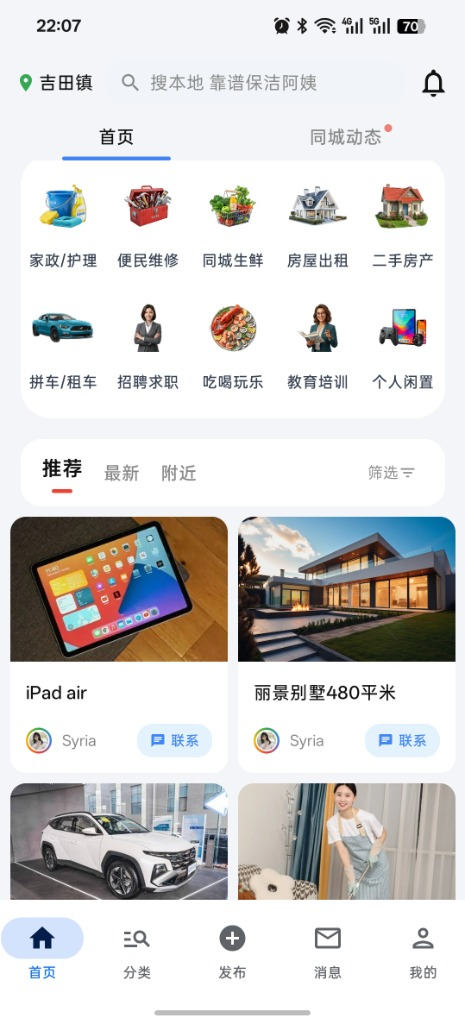 22:07 4G 5G 70
吉田镇 搜本地 靠谱保洁阿姨
首页 同城动态
家政/护理 便民维修 同城生鲜 房屋出租 二手房产
拼车/租车 招聘求职 吃喝玩乐 教育培训 个人闲置
推荐 最新 附近 筛选
iPad air 丽景别墅480平米
Syria 联系 Syria 联系
首页 分类 发布 消息 我的